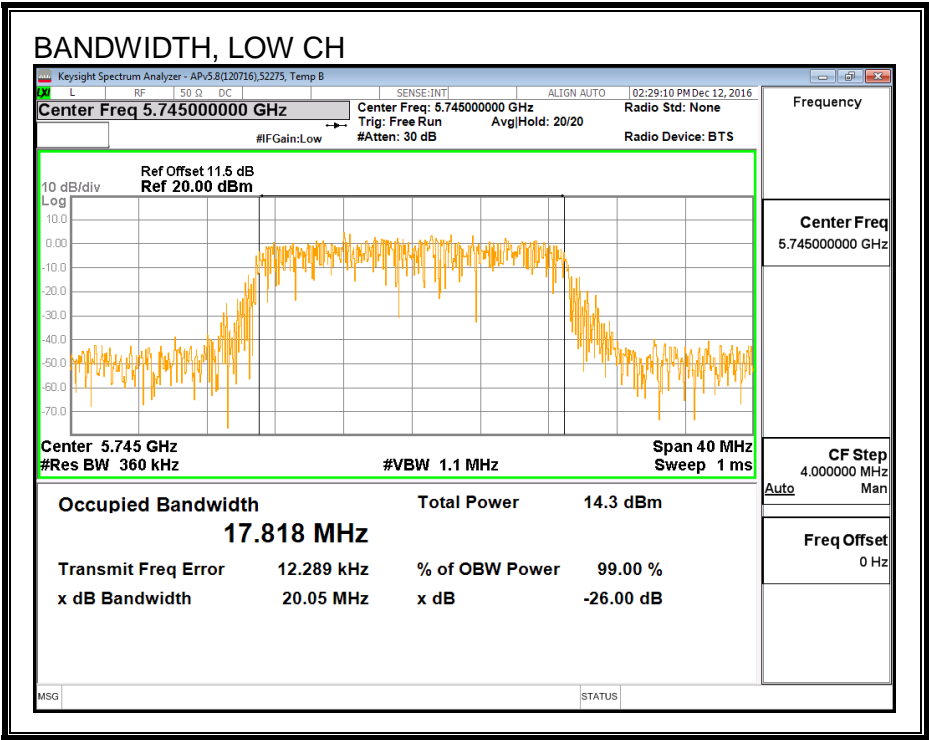 BANDWIDTH, LOW CH
Keysight Spectrum Analyzer - APv5.8(120716),52275, Temp B
LXI L RF 50 Ω DC SENSE:INT ALIGN AUTO 02:29:10 PM Dec 12, 2016
Center Freq 5.745000000 GHz
Center Freq: 5.745000000 GHz
Radio Std: None
Trig: Free Run Avg|Hold: 20/20
#IFGain:Low
#Atten: 30 dB
Radio Device: BTS
Ref Offset 11.5 dB
10 dB/div Ref 20.00 dBm
Log
10.0
0.00
-10.0
-20.0
-30.0
-40.0
-50.0
-60.0
-70.0
Center 5.745 GHz Span 40 MHz
#Res BW 360 kHz #VBW 1.1 MHz Sweep 1 ms
Occupied Bandwidth Total Power 14.3 dBm
17.818 MHz
Transmit Freq Error 12.289 kHz % of OBW Power 99.00 %
x dB Bandwidth 20.05 MHz x dB -26.00 dB
MSG STATUS
Frequency
Center Freq
5.745000000 GHz
CF Step
4.000000 MHz
Auto Man
Freq Offset
0 Hz